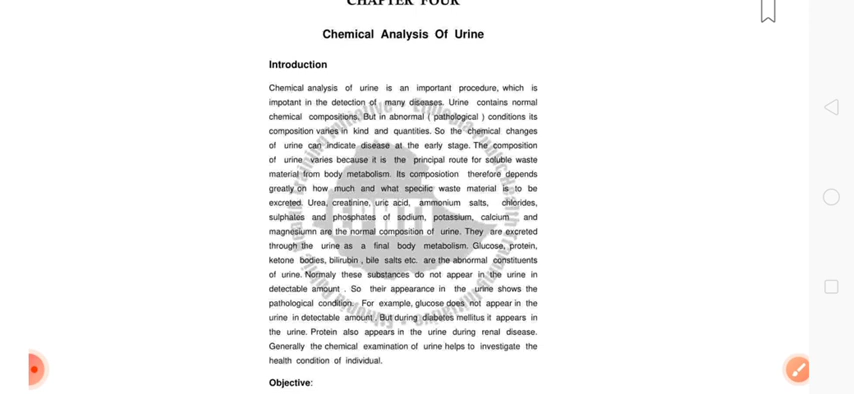 CHAPTER FOUR
Chemical Analysis Of Urine
Introduction
Chemical analysis of urine is an important procedure, which is
impotant in the detection of many diseases. Urine contains normal
chemical compositions. But in abnormal ( pathological ) conditions its
composition varies in kind and quantities. So the chemical changes
of urine can indicate disease at the early stage. The composition
of urine varies because it is the principal route for soluble waste
material from body metabolism. Its composiotion therefore depends
greatly on how much and what specific waste material is to be
excreted. Urea, creatinine, uric acid, ammonium salts, chlorides,
sulphates and phosphates of sodium, potassium, calcium and
magnesiumn are the normal composition of urine. They are excreted
through the urine as a final body metabolism. Glucose, protein,
ketone bodies, bilirubin , bile salts etc. are the abnormal constituents
of urine. Normaly these substances do not appear in the urine in
detectable amount . So their appearance in the urine shows the
pathological condition. For example, glucose does not appear in the
urine in detectable amount . But during diabetes mellitus it appears in
the urine. Protein also appears in the urine during renal disease.
Generally the chemical examination of urine helps to investigate the
health condition of individual.
Objective: